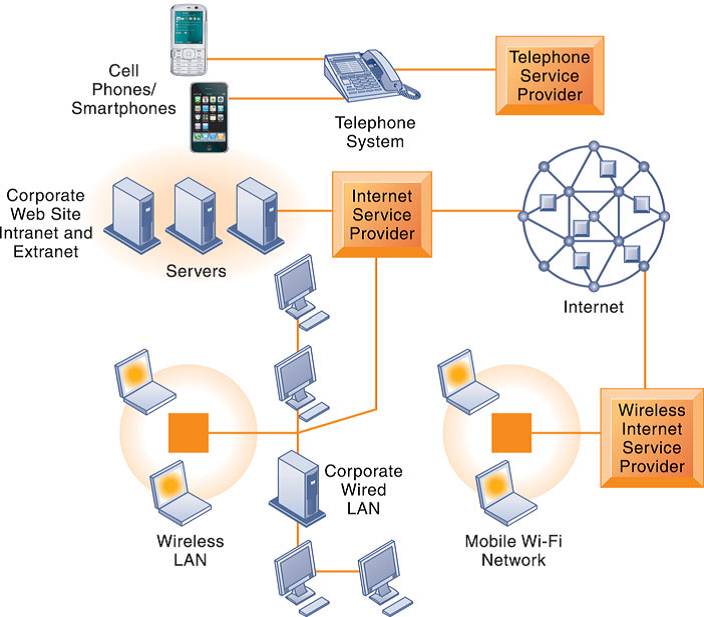 Cell
Phones/
Smartphones
Telephone
System
Telephone
Service
Provider
Corporate
Web Site
Intranet and
Extranet
Servers
Internet
Service
Provider
Internet
Wireless
LAN
Corporate
Wired
LAN
Mobile Wi-Fi
Network
Wireless
Internet
Service
Provider